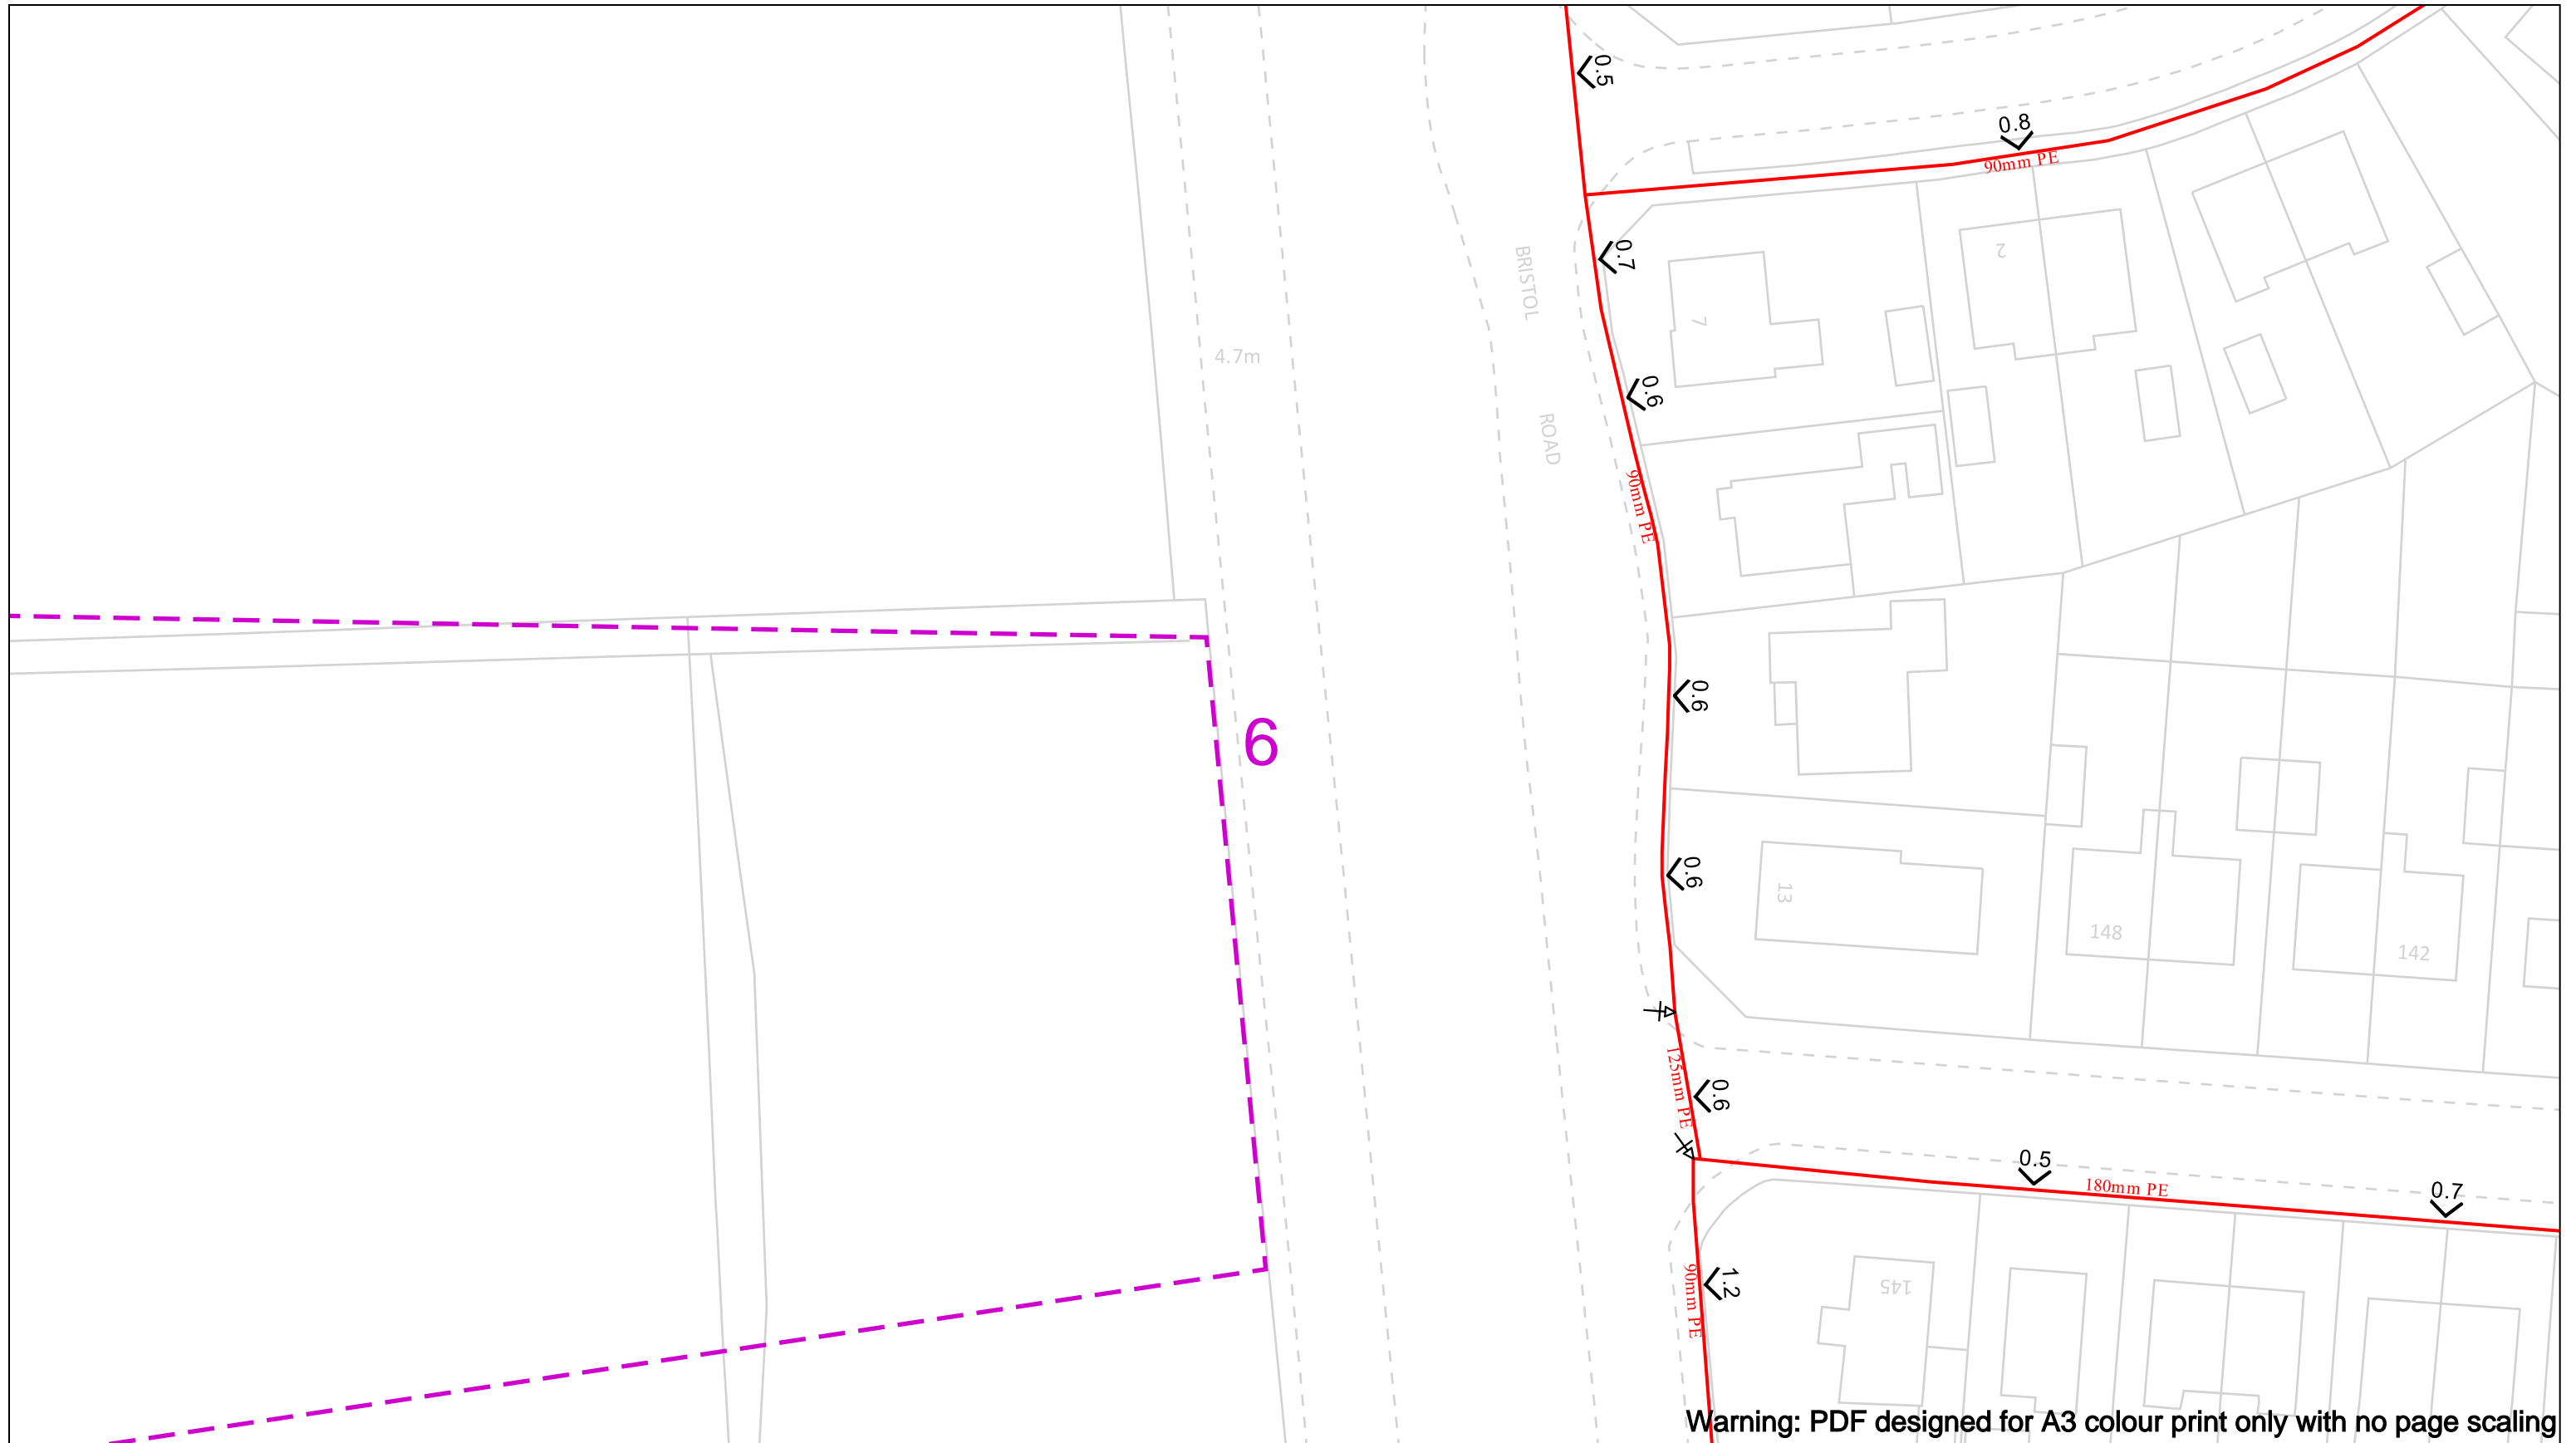 0.5
0.8
90mm PE
0.7
2
BRISTOL
7
4.7m
0.6
ROAD
90mm PE
0.6
6
0.6
13
148
142
125mm PE
0.6
0.5
180mm PE
0.7
90mm PE
1.2
145
Warning: PDF designed for A3 colour print only with no page scaling